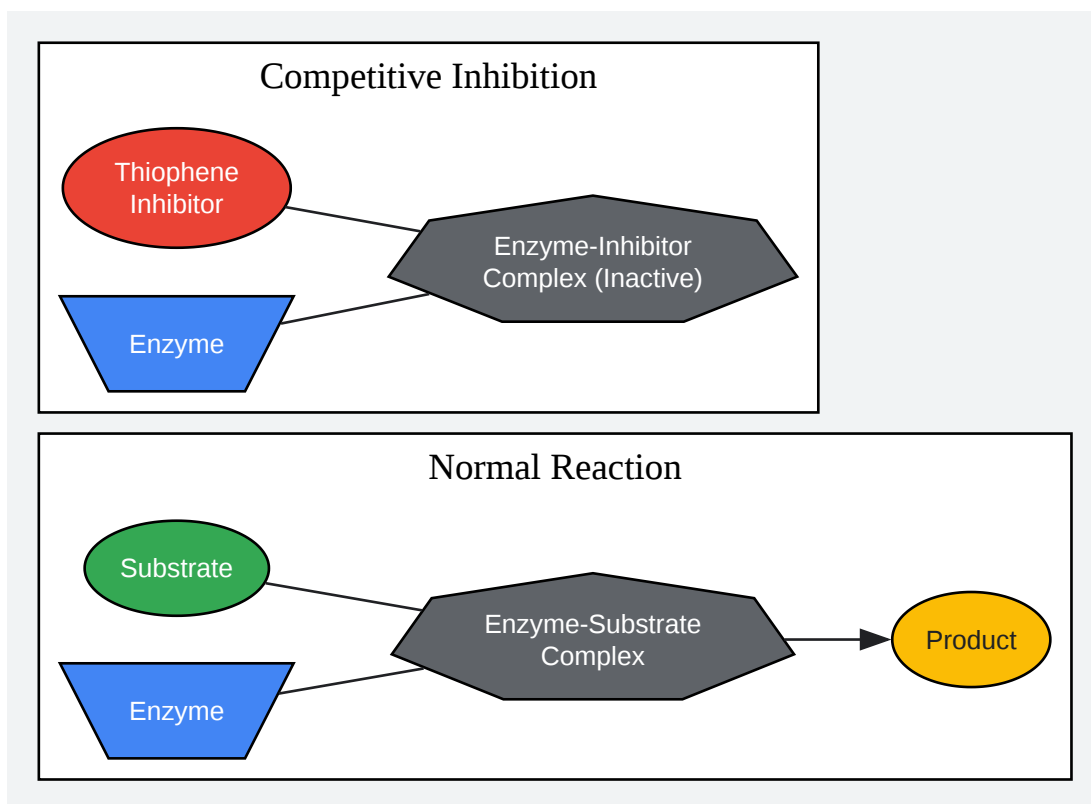 Competitive Inhibition
Thiophene
Inhibitor
Enzyme-Inhibitor
Complex (Inactive)
Enzyme
Normal Reaction
Substrate
Enzyme-Substrate
Complex
Product
Enzyme